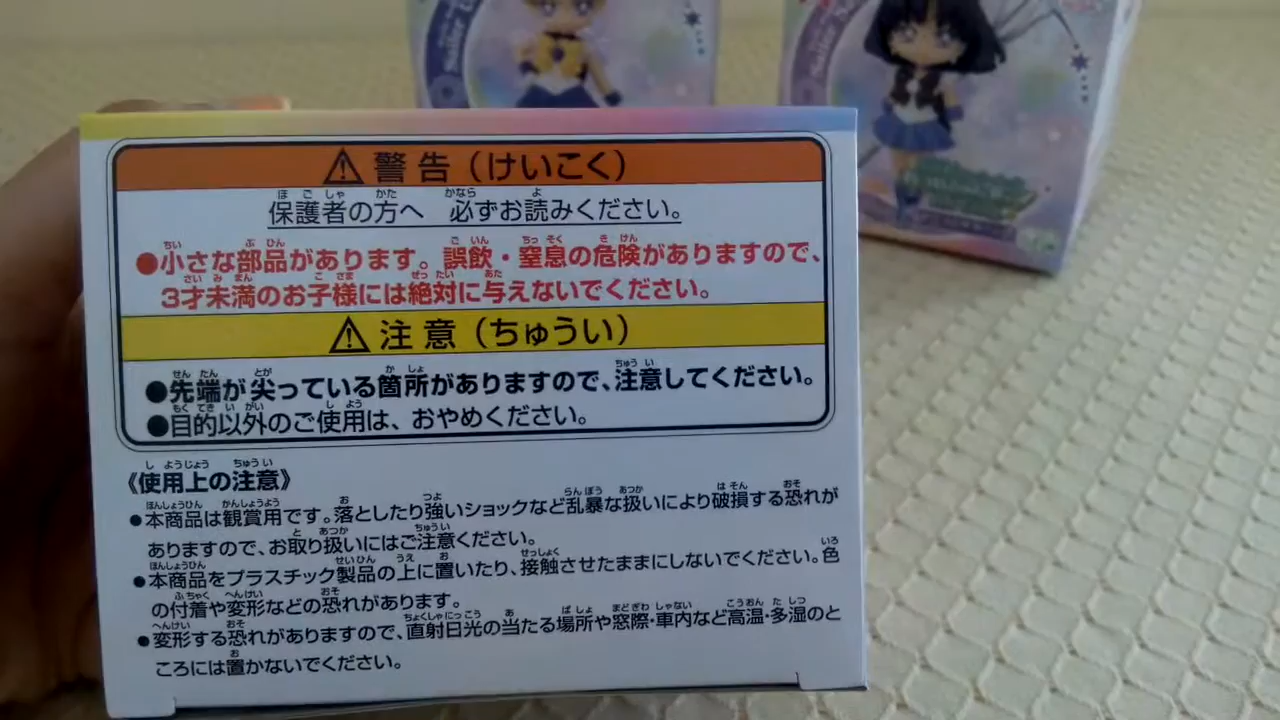 ⚠警告(けいこく)
保護者の方へ 必ずお読みください。
●小さな部品があります。誤飲・窒息の危険がありますので、
3才未満のお子様には絶対に与えないでください。
⚠注意(ちゅうい)
●先端が尖っている箇所がありますので、注意してください。
●目的以外のご使用は、おやめください。
《使用上の注意》
●本商品は観賞用です。落としたり強いショックなど乱暴な扱いにより破損する恐れが
ありますので、お取り扱いにはご注意ください。
●本商品をプラスチック製品の上に置いたり、接触させたままにしないでください。色
の付着や変形などの恐れがあります。
●変形する恐れがありますので、直射日光の当たる場所や窓際・車内など高温・多湿のと
ころには置かないでください。